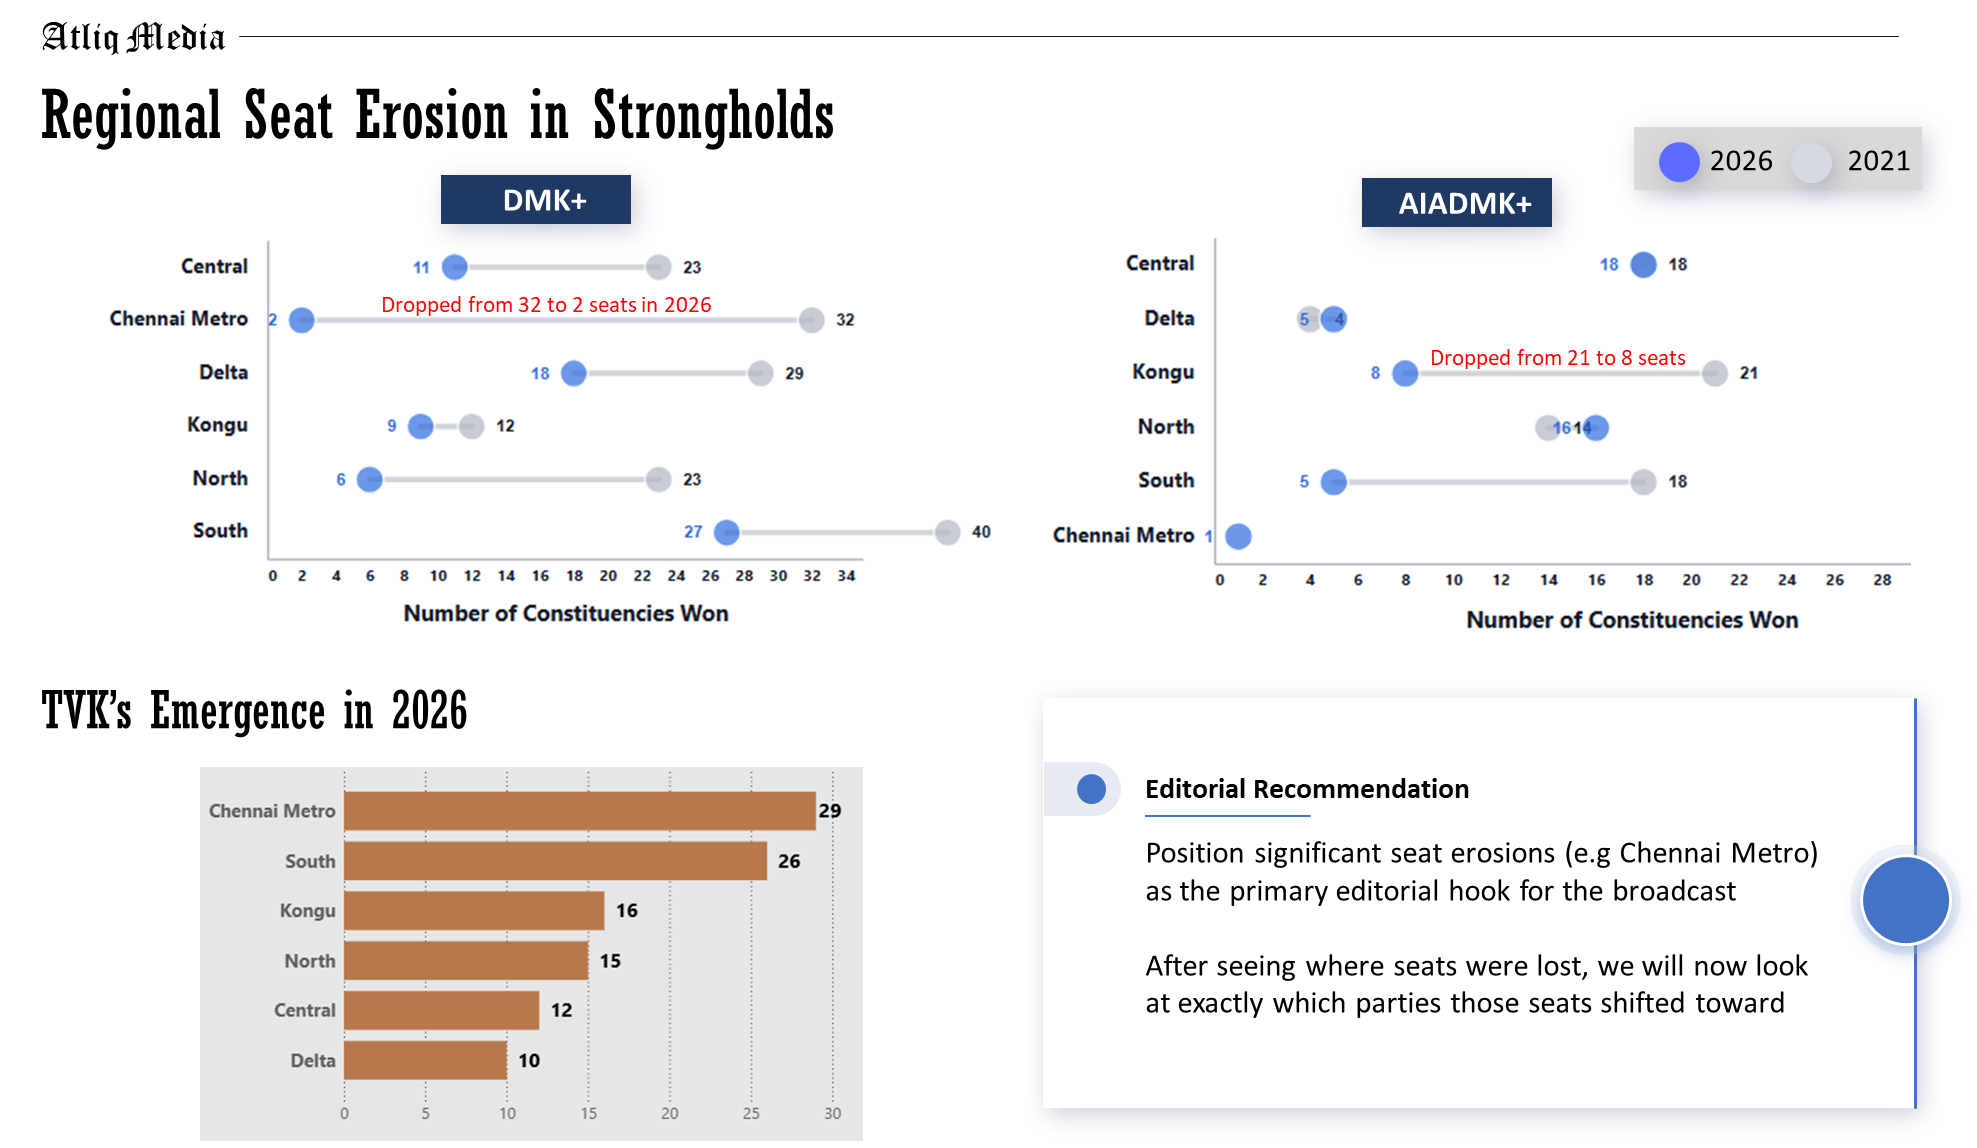 Atliq Media
Regional Seat Erosion in Strongholds
2026 2021
DMK+
Central 11 23
Dropped from 32 to 2 seats in 2026
Chennai Metro 2 32
Delta 18 29
Kongu 9 12
North 6 23
South 27 40
0 2 4 6 8 10 12 14 16 18 20 22 24 26 28 30 32 34
Number of Constituencies Won
AIADMK+
Central 18 18
Delta 5 4
Dropped from 21 to 8 seats
Kongu 8 21
North 16 14
South 5 18
Chennai Metro 1
0 2 4 6 8 10 12 14 16 18 20 22 24 26 28
Number of Constituencies Won
TVK’s Emergence in 2026
Chennai Metro 29
South 26
Kongu 16
North 15
Central 12
Delta 10
0 5 10 15 20 25 30
Editorial Recommendation
Position significant seat erosions (e.g Chennai Metro)
as the primary editorial hook for the broadcast
After seeing where seats were lost, we will now look
at exactly which parties those seats shifted toward